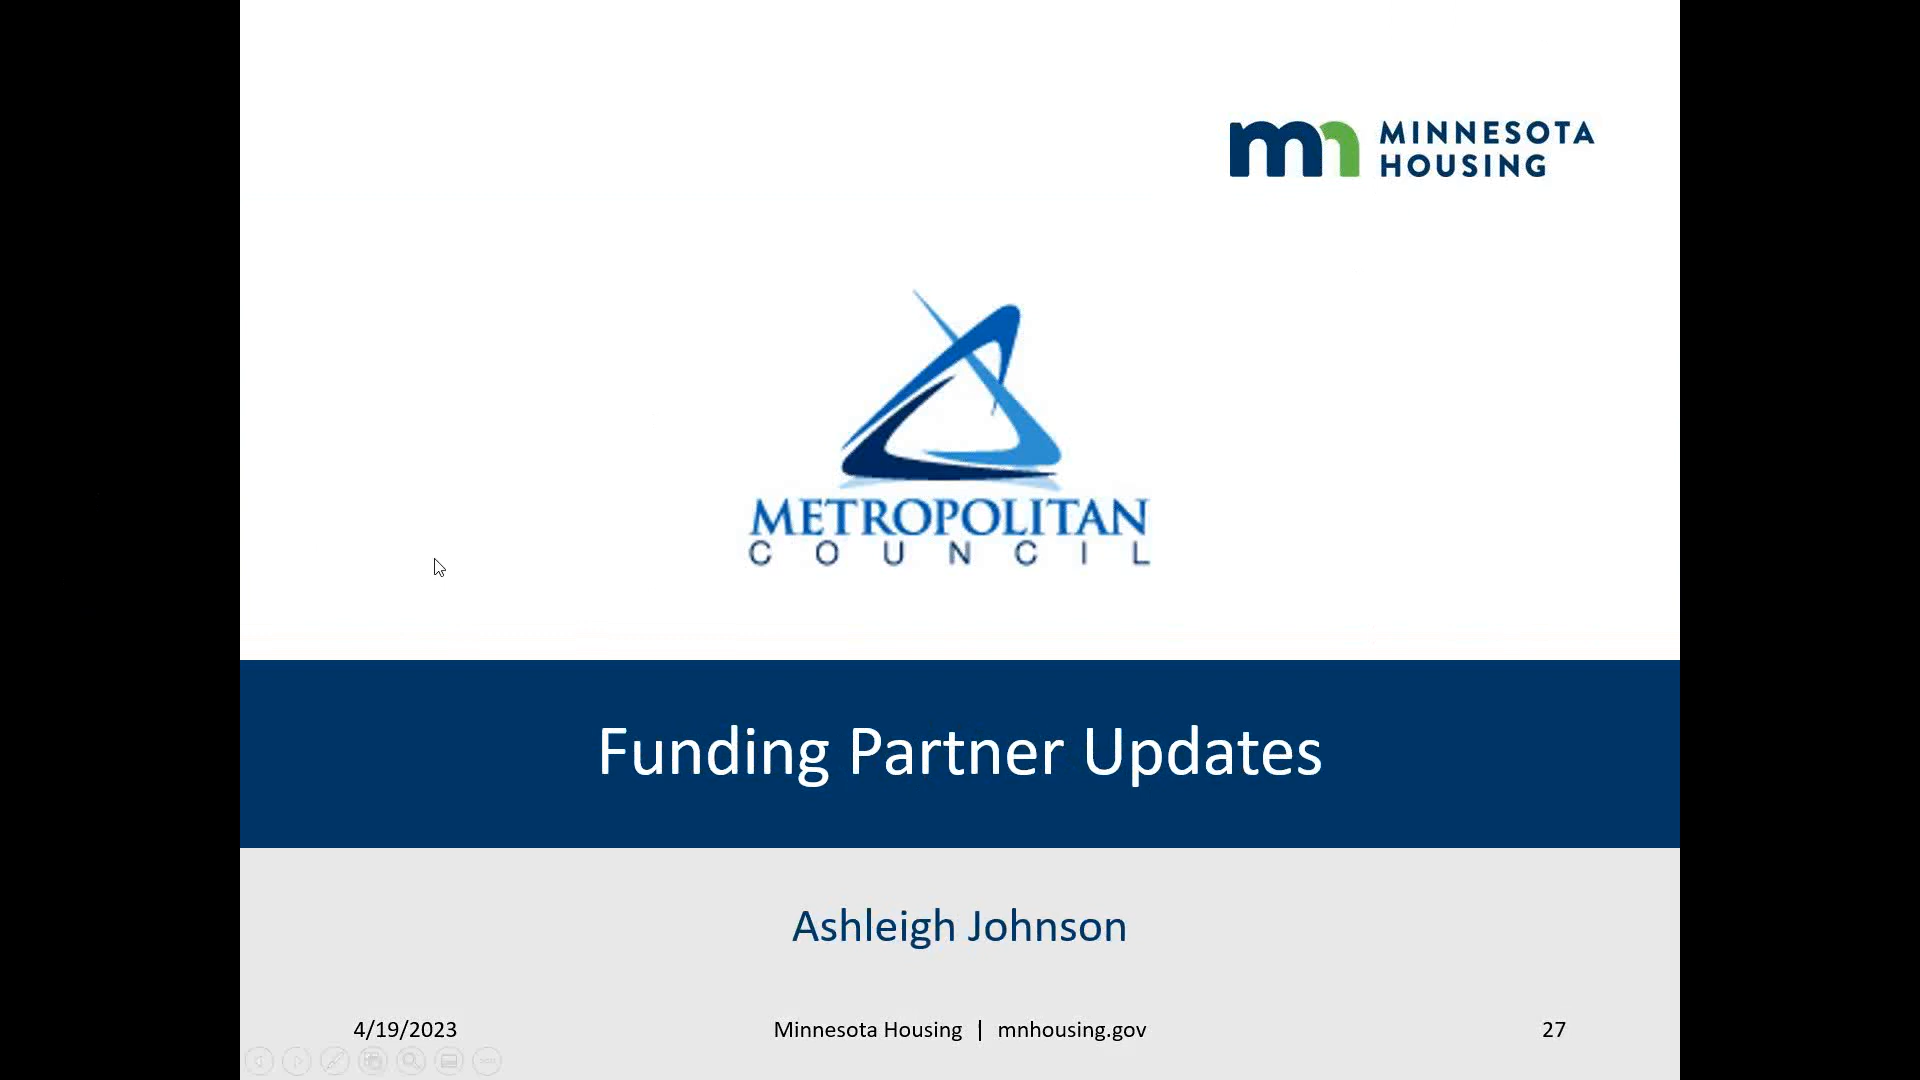 MINNESOTA
HOUSING
METROPOLITAN
COUNCIL
Funding Partner Updates
Ashleigh Johnson
4/19/2023
Minnesota Housing | mnhousing.gov
27